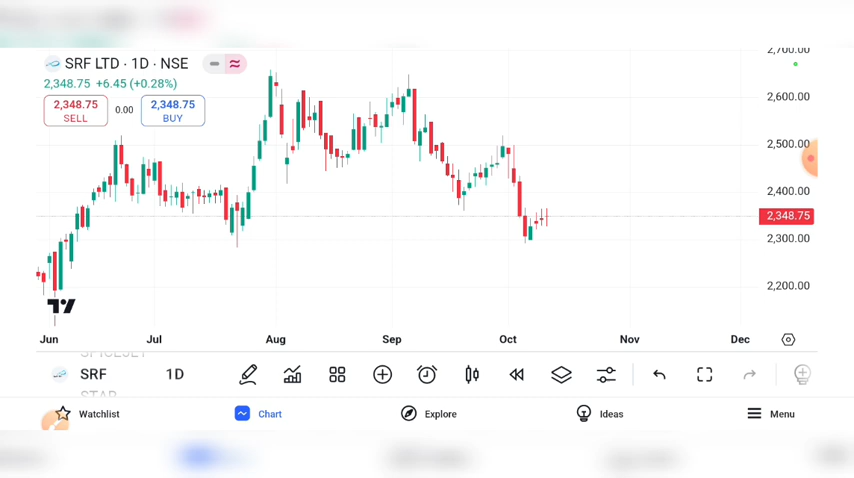 SRF LTD · 1D · NSE
2,348.75 +6.45 (+0.28%)
2,348.75
SELL
0.00
2,348.75
BUY
2,700.00
2,600.00
2,500.00
2,400.00
2,348.75
2,300.00
2,200.00
Jun Jul Aug Sep Oct Nov Dec
SPICEJET
SRF 1D
STAR
Watchlist Chart Explore Ideas Menu